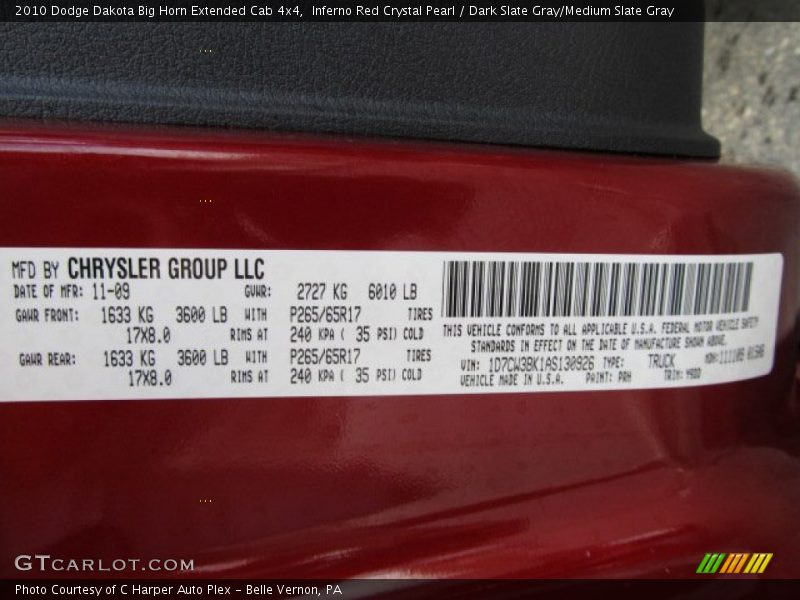 2010 Dodge Dakota Big Horn Extended Cab 4x4,  Inferno Red Crystal Pearl / Dark Slate Gray/Medium Slate Gray
MFD BY CHRYSLER GROUP LLC
DATE OF MFR: 11-09 GVWR: 2727 KG 6010 LB
GAWR FRONT: 1633 KG 3600 LB WITH P265/65R17 TIRES
17X8.0 RIMS AT 240 KPA ( 35 PSI) COLD
GAWR REAR: 1633 KG 3600 LB WITH P265/65R17 TIRES
17X8.0 RIMS AT 240 KPA ( 35 PSI) COLD
THIS VEHICLE CONFORMS TO ALL APPLICABLE U.S.A. FEDERAL MOTOR VEHICLE SAFETY
STANDARDS IN EFFECT ON THE DATE OF MANUFACTURE SHOWN ABOVE.
VIN: 1D7CW3BK1AS130926 TYPE: TRUCK MDH:
VEHICLE MADE IN U.S.A. PAINT: PRH TRIM:
GTCARLOT.COM
Photo Courtesy of C Harper Auto Plex - Belle Vernon, PA